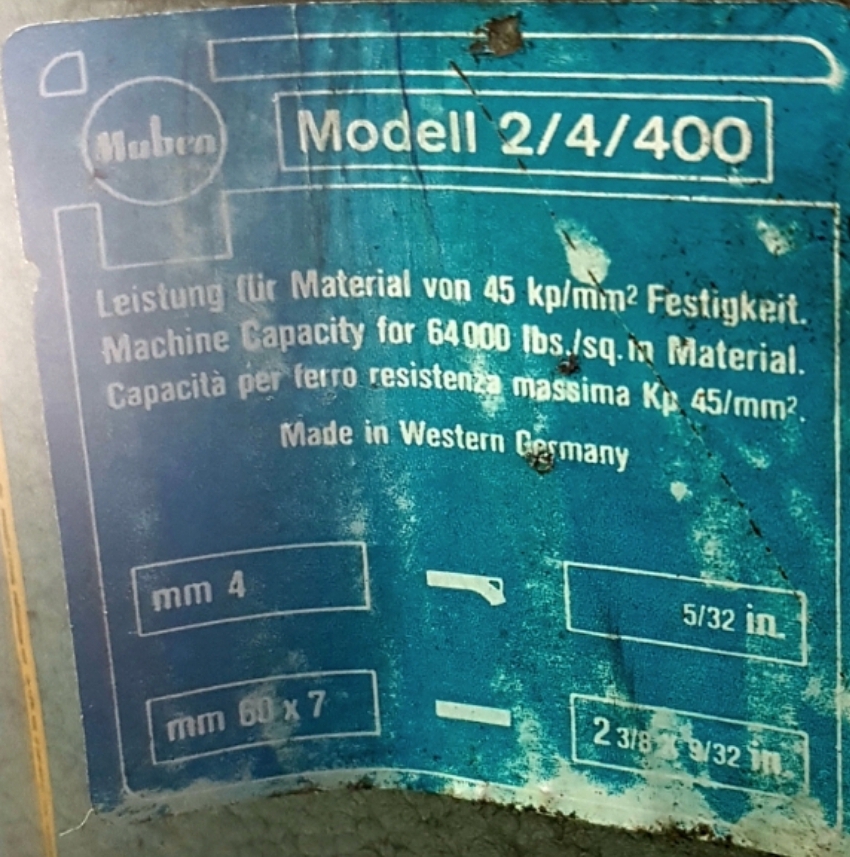 Muben
Modell 2/4/400
Leistung für Material von 45 kp/mm² Festigkeit.
Machine Capacity for 64000 lbs./sq.in Material.
Capacità per ferro resistenza massima Kp 45/mm².
Made in Western Germany
mm 4
5/32 in.
mm 60 x 7
2 3/8 x 9/32 in.